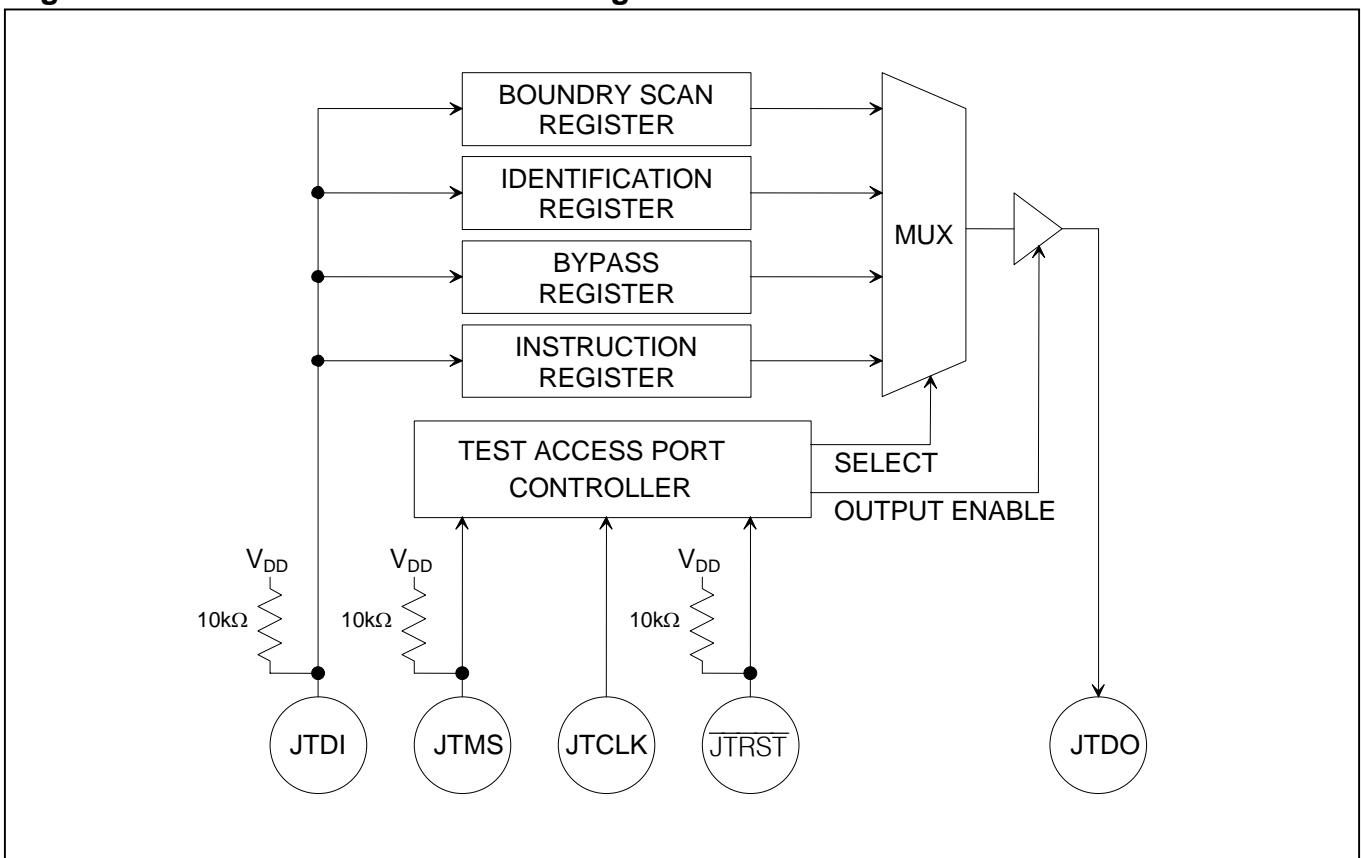 BOUNDRY SCAN
REGISTER
IDENTIFICATION
REGISTER
BYPASS
REGISTER
INSTRUCTION
REGISTER
MUX
TEST ACCESS PORT
CONTROLLER
SELECT
OUTPUT ENABLE
VDD
VDD
VDD
10kΩ
10kΩ
10kΩ
JTDI
JTMS
JTCLK
JTRST
JTDO